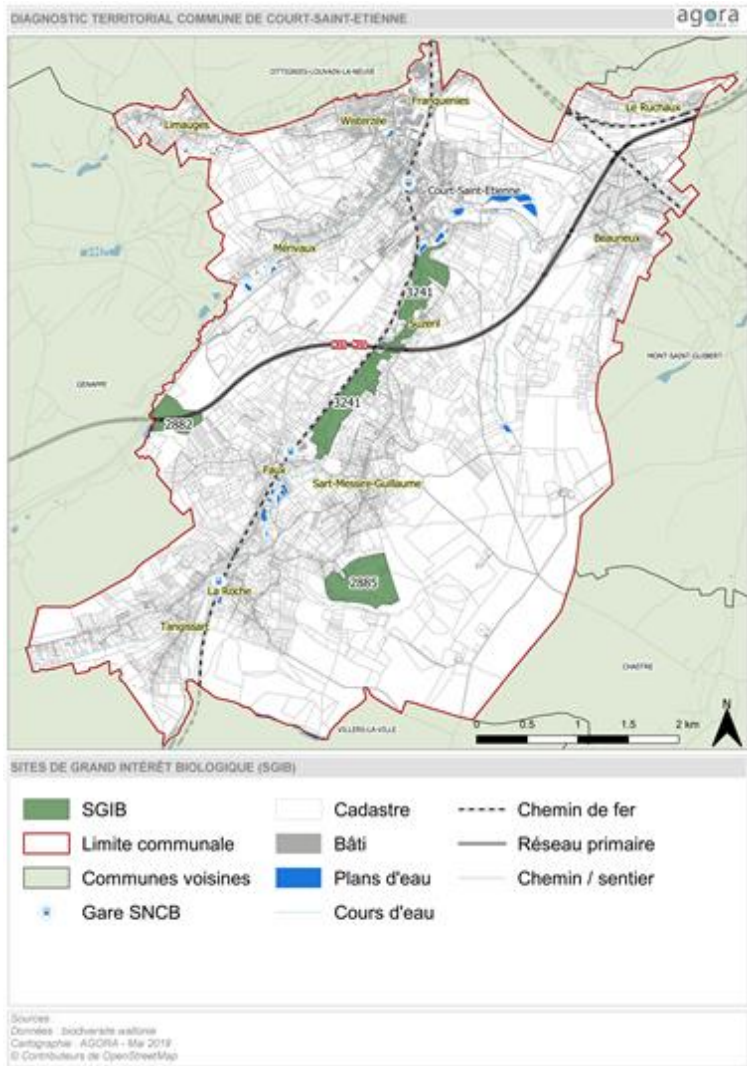 DIAGNOSTIC TERRITORIAL COMMUNE DE COURT-SAINT-ETIENNE
agora
OTTIGNIES-LOUVAIN-LA-NEUVE
Franquenies
Le Ruchaux
Limauges
Wisterzée
Court-Saint-Etienne
Beaurieux
Mérivaux
3241
Suzeril
MONT-SAINT-GUIBERT
GENAPPE
3241
2882
Faux
Sart-Messire-Guillaume
2885
La Roche
Tangissart
CHASTRE
N
VILLERS-LA-VILLE
0 0.5 1 1.5 2 km
SITES DE GRAND INTÉRÊT BIOLOGIQUE (SGIB)
SGIB Cadastre Chemin de fer
Limite communale Bâti Réseau primaire
Communes voisines Plans d'eau Chemin / sentier
Gare SNCB Cours d'eau
Sources
Données : biodiversité wallonie
Cartographie : AGORA - Mai 2019
© Contributeurs de OpenStreetMap